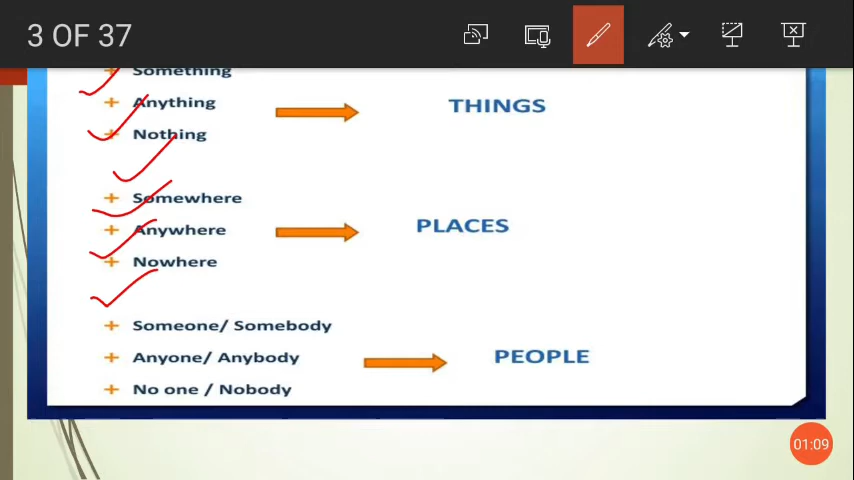 3 OF 37
Something
Anything
THINGS
Nothing
Somewhere
Anywhere
PLACES
Nowhere
Someone/ Somebody
Anyone/ Anybody
PEOPLE
No one / Nobody
01:09